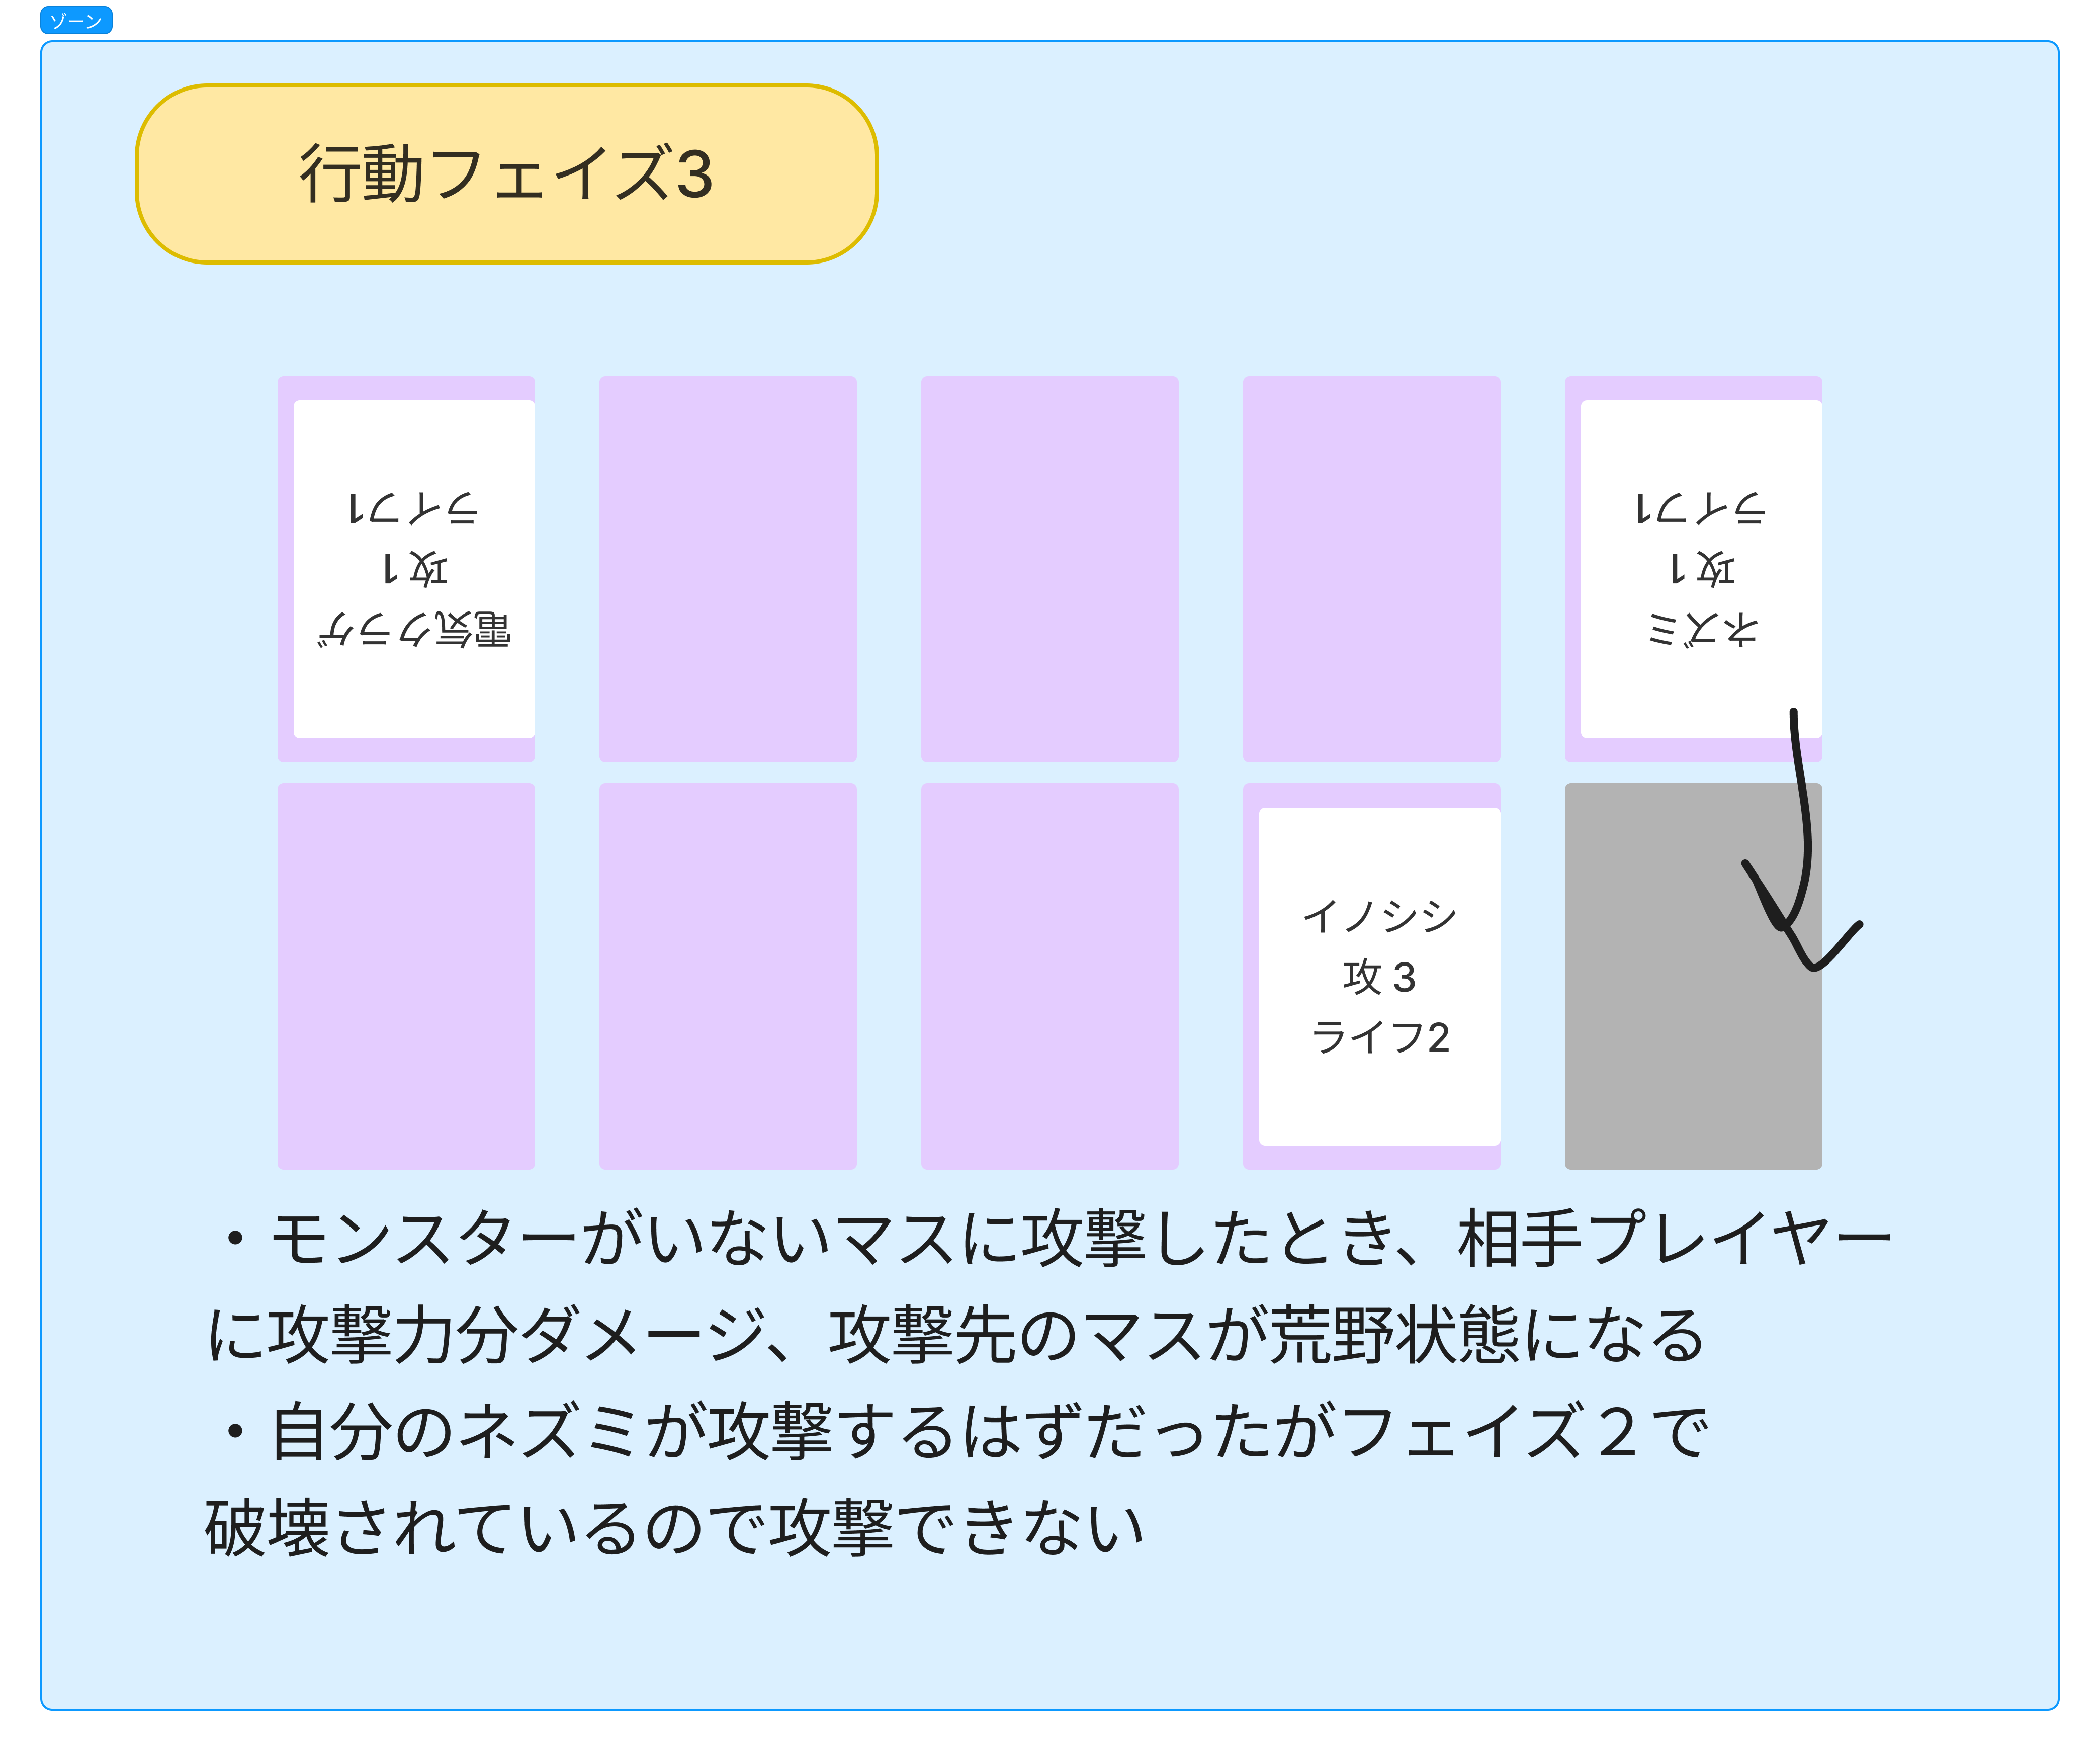 ゾーン
行動フェイズ3
電気クラゲ
攻 1
ライフ1
ネズミ
攻 1
ライフ1
イノシシ
攻 3
ライフ2
・モンスターがいないマスに攻撃したとき、相手プレイヤー
に攻撃力分ダメージ、攻撃先のマスが荒野状態になる
・自分のネズミが攻撃するはずだったがフェイズ２で
破壊されているので攻撃できない